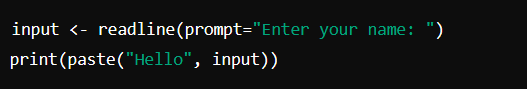 input <- readline(prompt="Enter your name: ")
print(paste("Hello", input))